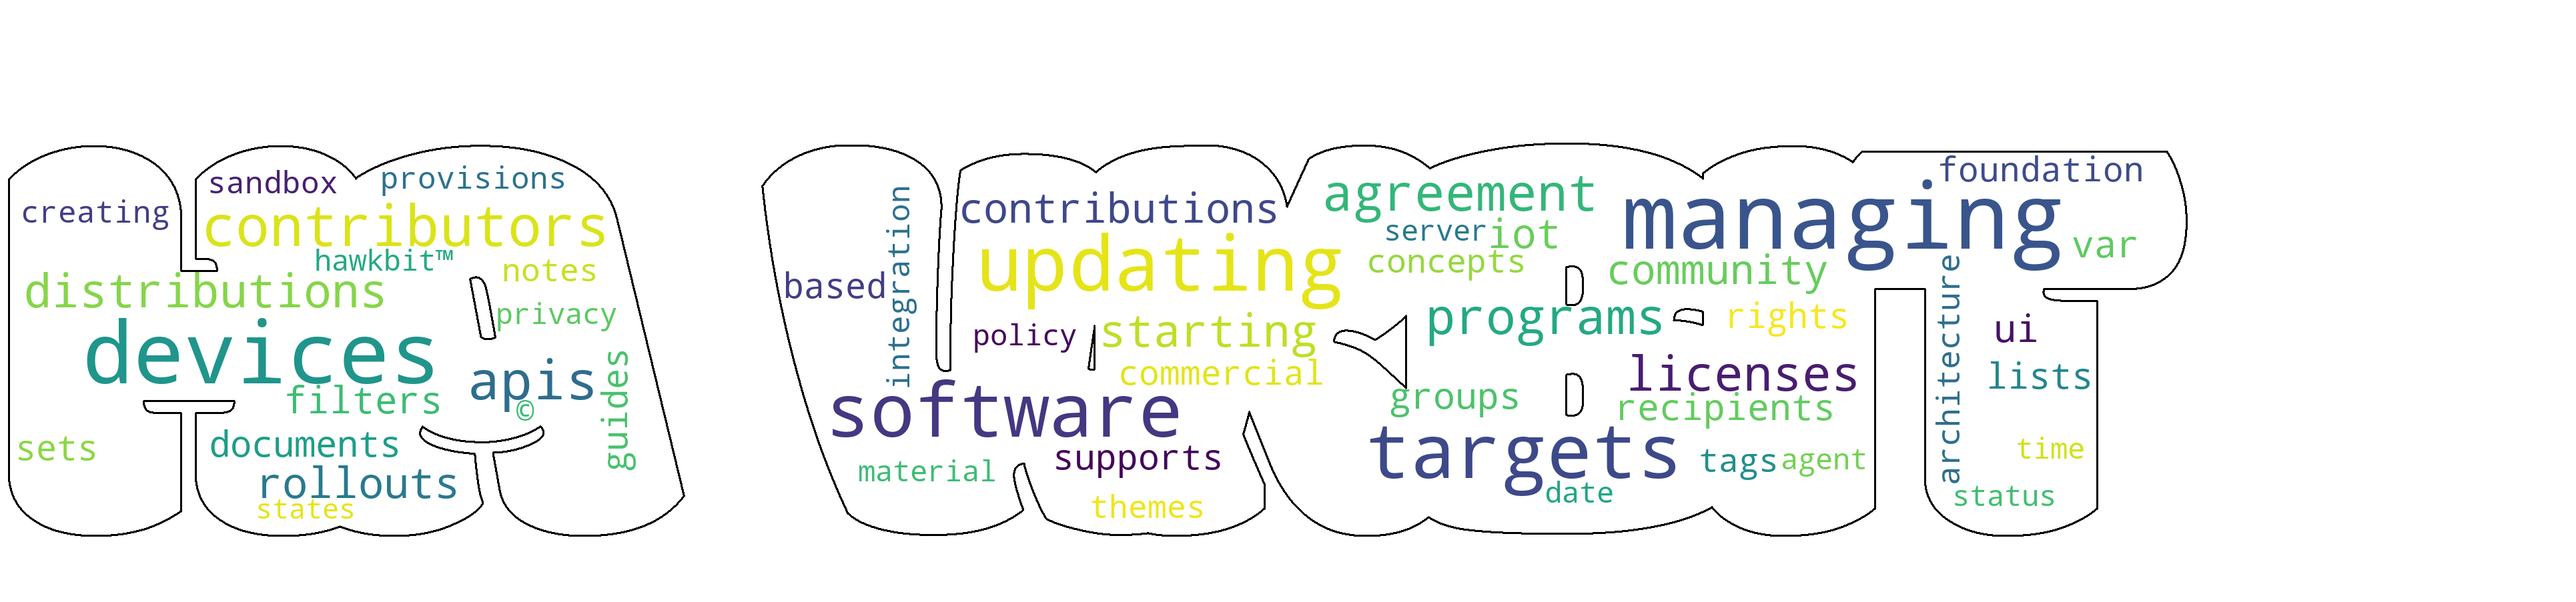 creating
sandbox
provisions
contributors
hawkbit™
notes
distributions
privacy
devices
apis
©
filters
guides
sets
documents
rollouts
states
based
integration
contributions
updating
policy
starting
commercial
software
supports
material
themes
agreement
server
iot
concepts
managing
foundation
var
community
programs
rights
architecture
ui
licenses
lists
groups
recipients
targets
tags
agent
time
date
status